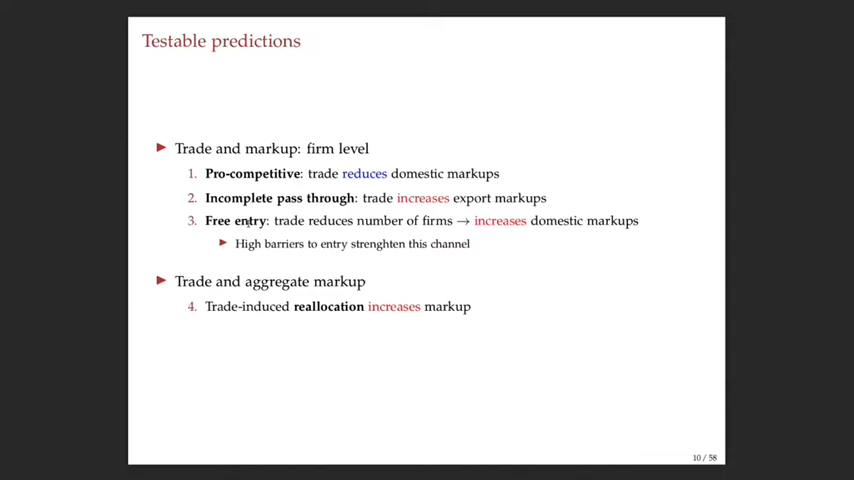 Testable predictions
▶ Trade and markup: firm level
1. Pro-competitive: trade reduces domestic markups
2. Incomplete pass through: trade increases export markups
3. Free entry: trade reduces number of firms → increases domestic markups
▶ High barriers to entry strenghten this channel
▶ Trade and aggregate markup
4. Trade-induced reallocation increases markup
10 / 58